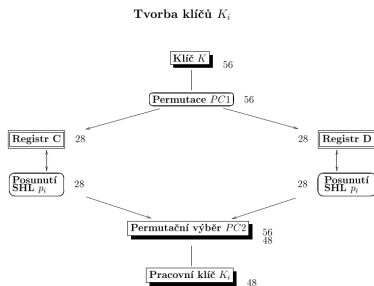 Tvorba klíčů K_i
Klíč K
56
Permutace PC1 56
Registr C 28 28 Registr D
Posunutí SHL p_i 28 28 Posunutí SHL p_i
Permutační výběr PC2 56
48
Pracovní klíč K_i
48